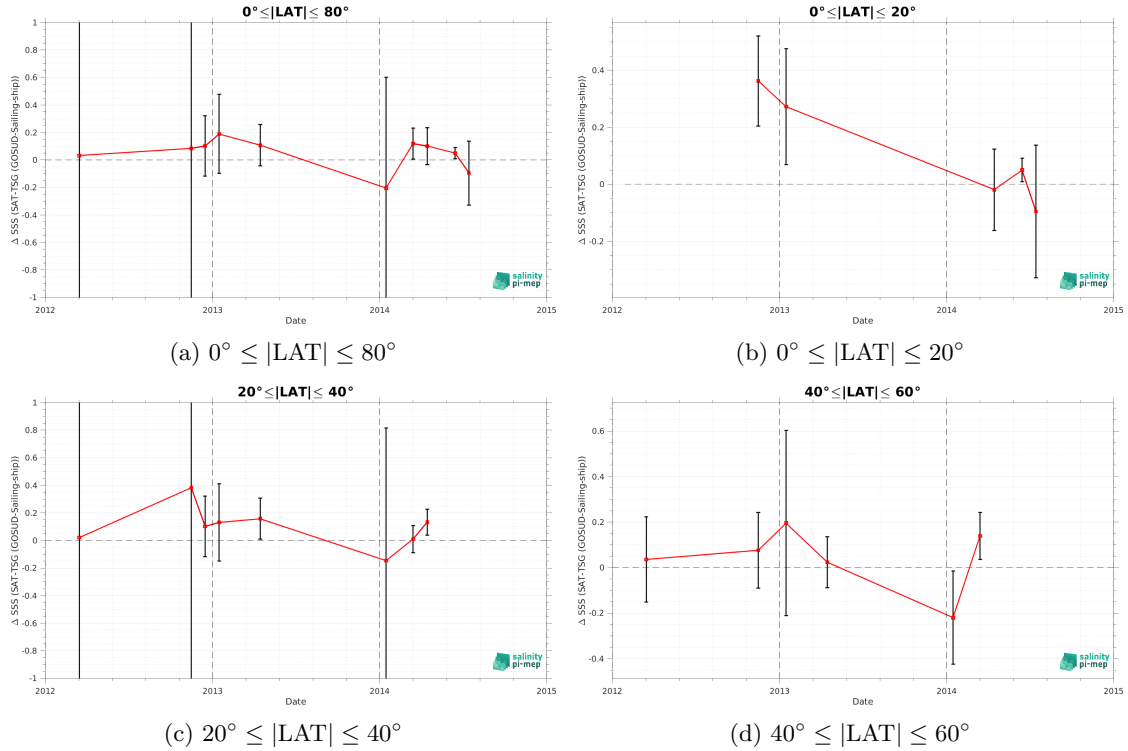 0°≤|LAT|≤ 80°
Δ SSS (SAT-TSG (GOSUD-Sailing-ship))
1
0.8
0.6
0.4
0.2
0
-0.2
-0.4
-0.6
-0.8
-1
2012 2013 2014 2015
Date
salinity
pi-mep
(a) 0° ≤ |LAT| ≤ 80°
0°≤|LAT|≤ 20°
Δ SSS (SAT-TSG (GOSUD-Sailing-ship))
0.4
0.2
0
-0.2
2012 2013 2014 2015
Date
salinity
pi-mep
(b) 0° ≤ |LAT| ≤ 20°
20°≤|LAT|≤ 40°
Δ SSS (SAT-TSG (GOSUD-Sailing-ship))
1
0.8
0.6
0.4
0.2
0
-0.2
-0.4
-0.6
-0.8
-1
2012 2013 2014 2015
Date
salinity
pi-mep
(c) 20° ≤ |LAT| ≤ 40°
40°≤|LAT|≤ 60°
Δ SSS (SAT-TSG (GOSUD-Sailing-ship))
0.6
0.4
0.2
0
-0.2
-0.4
2012 2013 2014 2015
Date
salinity
pi-mep
(d) 40° ≤ |LAT| ≤ 60°